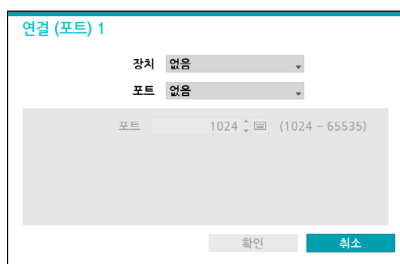 연결 (포트) 1
장치 없음
포트 없음
포트 1024 (1024 ~ 65535)
확인 취소